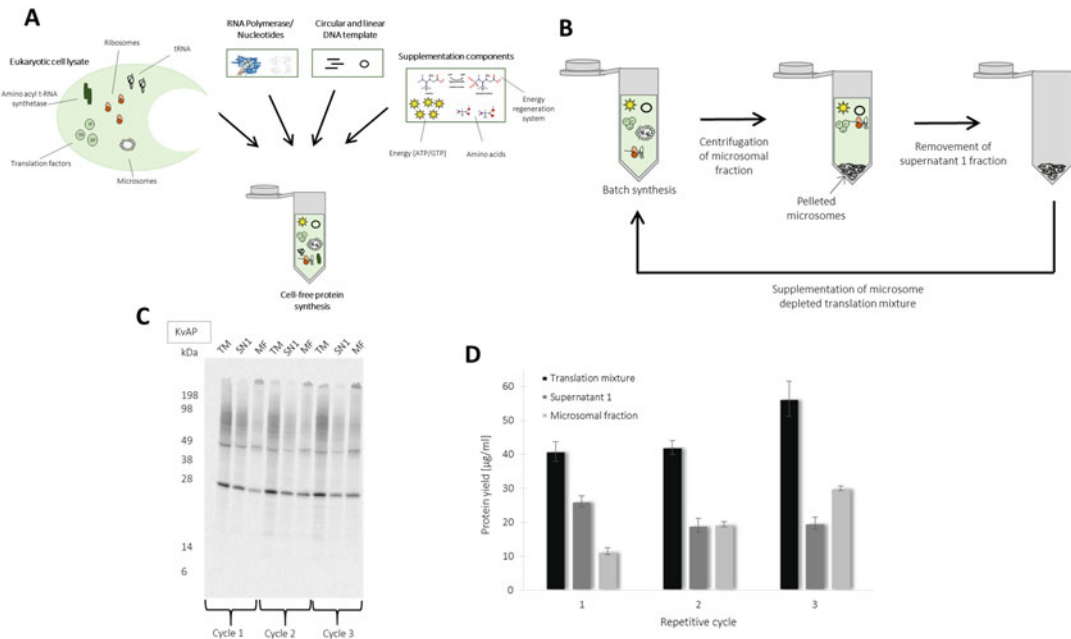 A
RNA Polymerase/
Nucleotides
Circular and linear
DNA template
Supplementation components
Eukaryotic cell lysate
Ribosomes
tRNA
Amino acyl t-RNA
synthetase
Translation factors
Microsomes
Energy
regeneration
system
Energy (ATP/GTP)
Amino acids
Cell-free protein
synthesis
B
Batch synthesis
Centrifugation
of microsomal
fraction
Pelleted
microsomes
Removement of
supernatant 1 fraction
Supplementation of microsome
depleted translation mixture
C
KvAP
kDa
TM SN1 MF TM SN1 MF TM SN1 MF
198
98
49
38
28
14
6
Cycle 1 Cycle 2 Cycle 3
D
Translation mixture
Supernatant 1
Microsomal fraction
Protein yield [µg/ml]
60
50
40
30
20
10
0
1 2 3
Repetitive cycle